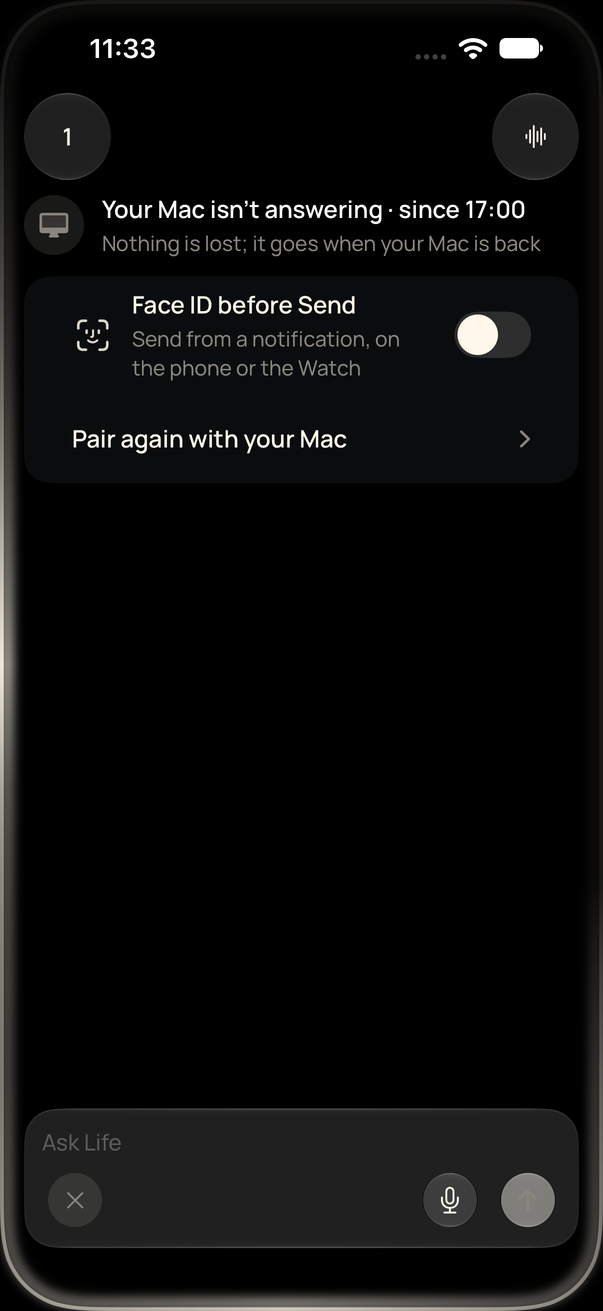 11:33
1
Your Mac isn't answering · since 17:00
Nothing is lost; it goes when your Mac is back
Face ID before Send
Send from a notification, on
the phone or the Watch
Pair again with your Mac
Ask Life